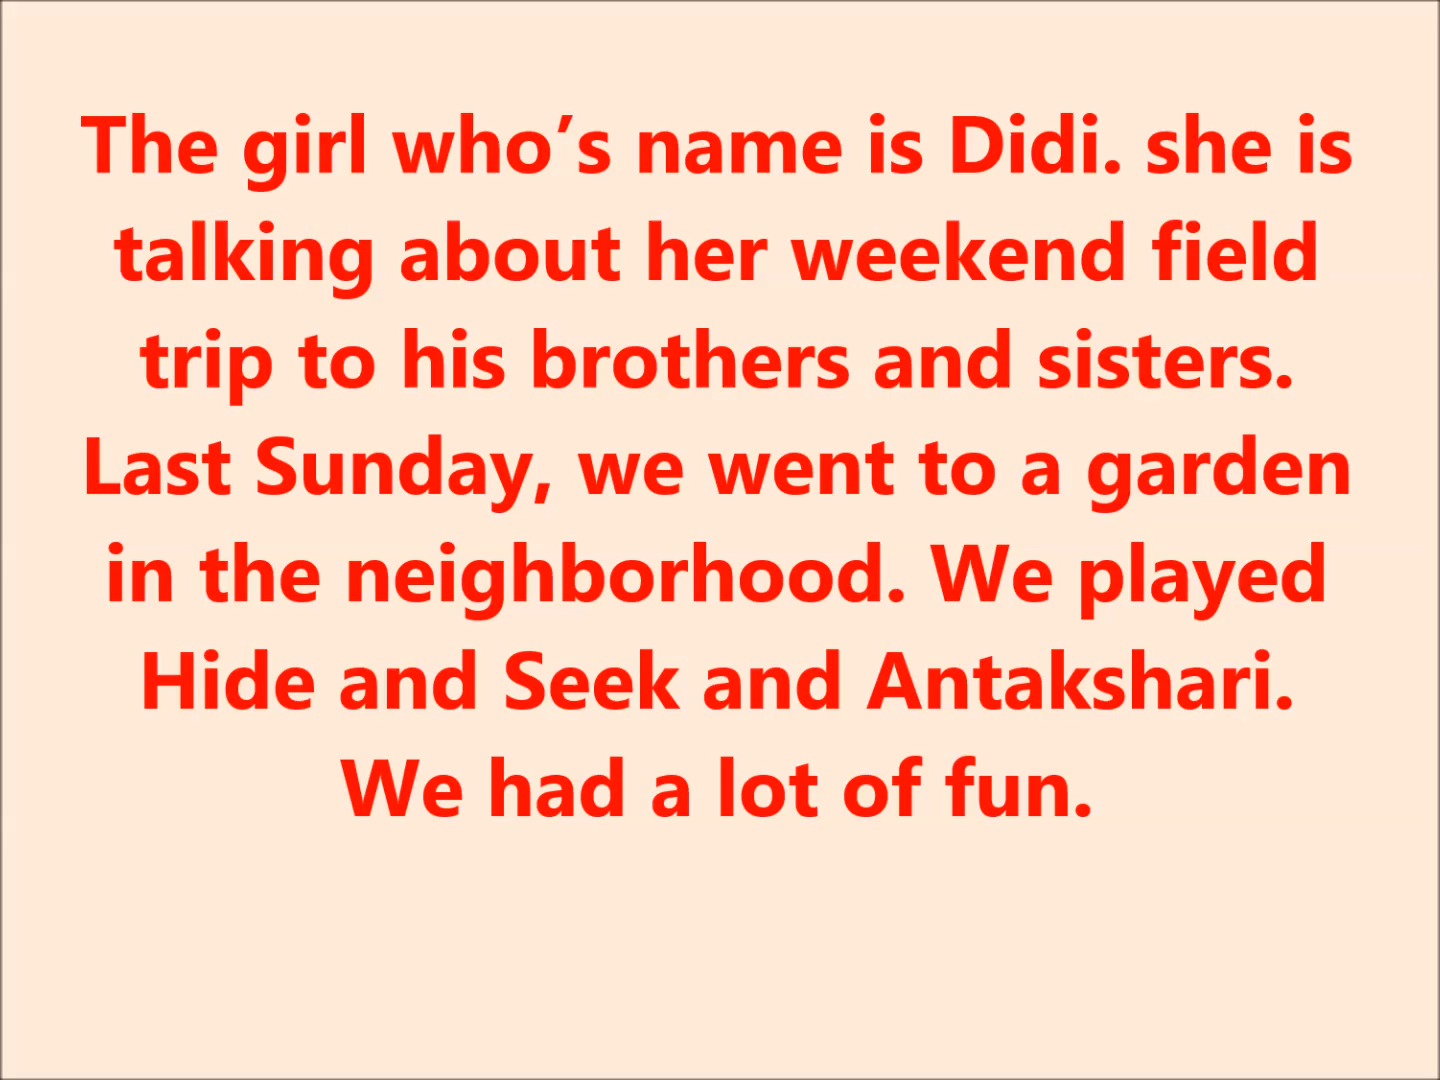 The girl who’s name is Didi. she is
talking about her weekend field
trip to his brothers and sisters.
Last Sunday, we went to a garden
in the neighborhood. We played
Hide and Seek and Antakshari.
We had a lot of fun.